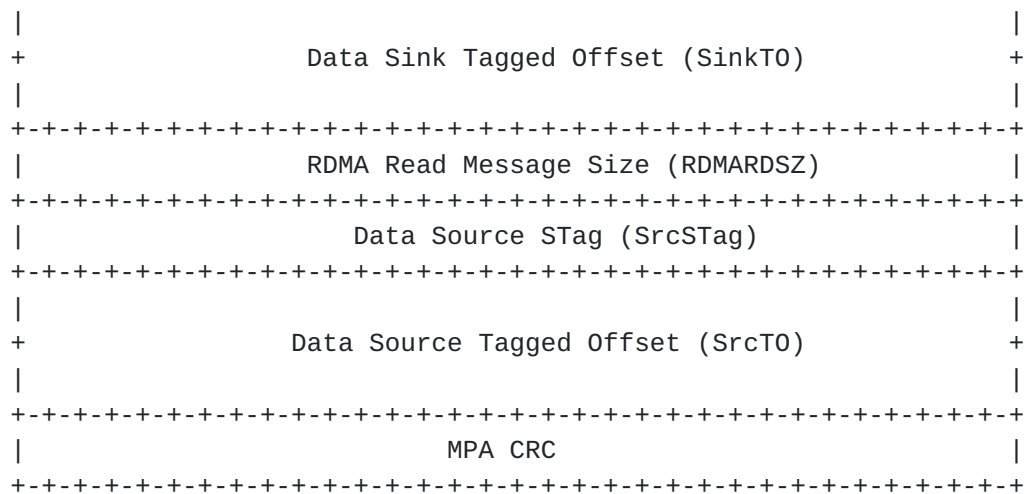 |                                                               |
+                  Data Sink Tagged Offset (SinkTO)             +
|                                                               |
+-+-+-+-+-+-+-+-+-+-+-+-+-+-+-+-+-+-+-+-+-+-+-+-+-+-+-+-+-+-+-+-+
|                  RDMA Read Message Size (RDMARDSZ)            |
+-+-+-+-+-+-+-+-+-+-+-+-+-+-+-+-+-+-+-+-+-+-+-+-+-+-+-+-+-+-+-+-+
|                     Data Source STag (SrcSTag)                |
+-+-+-+-+-+-+-+-+-+-+-+-+-+-+-+-+-+-+-+-+-+-+-+-+-+-+-+-+-+-+-+-+
|                                                               |
+                 Data Source Tagged Offset (SrcTO)             +
|                                                               |
+-+-+-+-+-+-+-+-+-+-+-+-+-+-+-+-+-+-+-+-+-+-+-+-+-+-+-+-+-+-+-+-+
|                           MPA CRC                             |
+-+-+-+-+-+-+-+-+-+-+-+-+-+-+-+-+-+-+-+-+-+-+-+-+-+-+-+-+-+-+-+-+